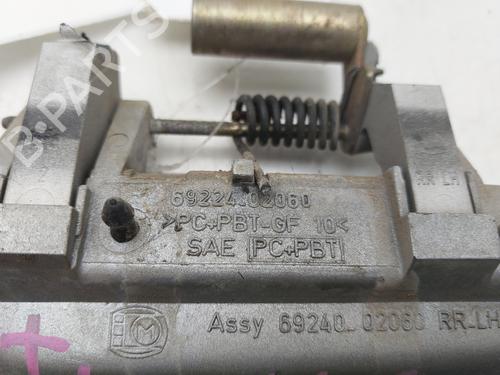 B-PARTS
RR LH
69224-02060
>PC+PBT-GF 10<
SAE [PC+PBT]
Assy 69240-02060 RR-LH